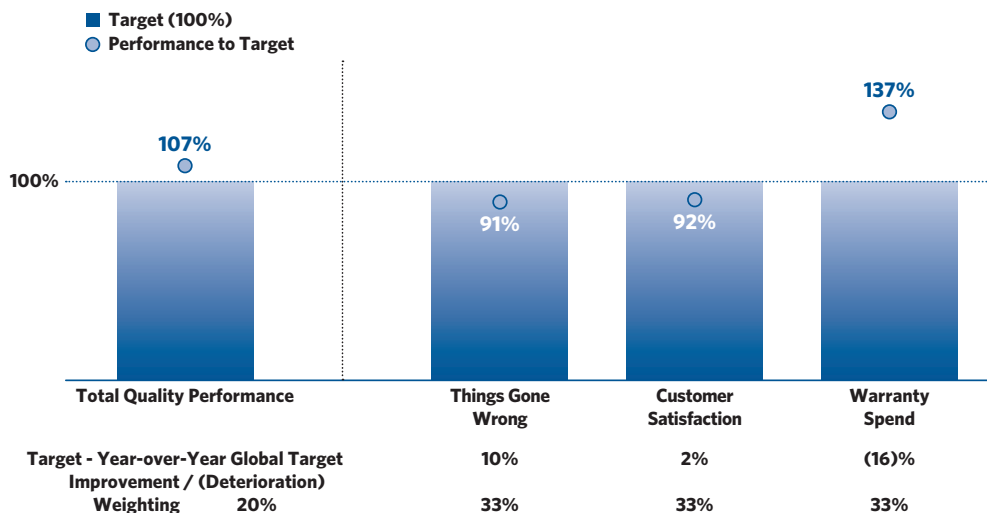 Target (100%)
Performance to Target
137%
107%
100%
91%
92%
Total Quality Performance
Things Gone
Wrong
Customer
Satisfaction
Warranty
Spend
Target - Year-over-Year Global Target
Improvement / (Deterioration)
10%
2%
(16)%
Weighting 20% 33% 33% 33%